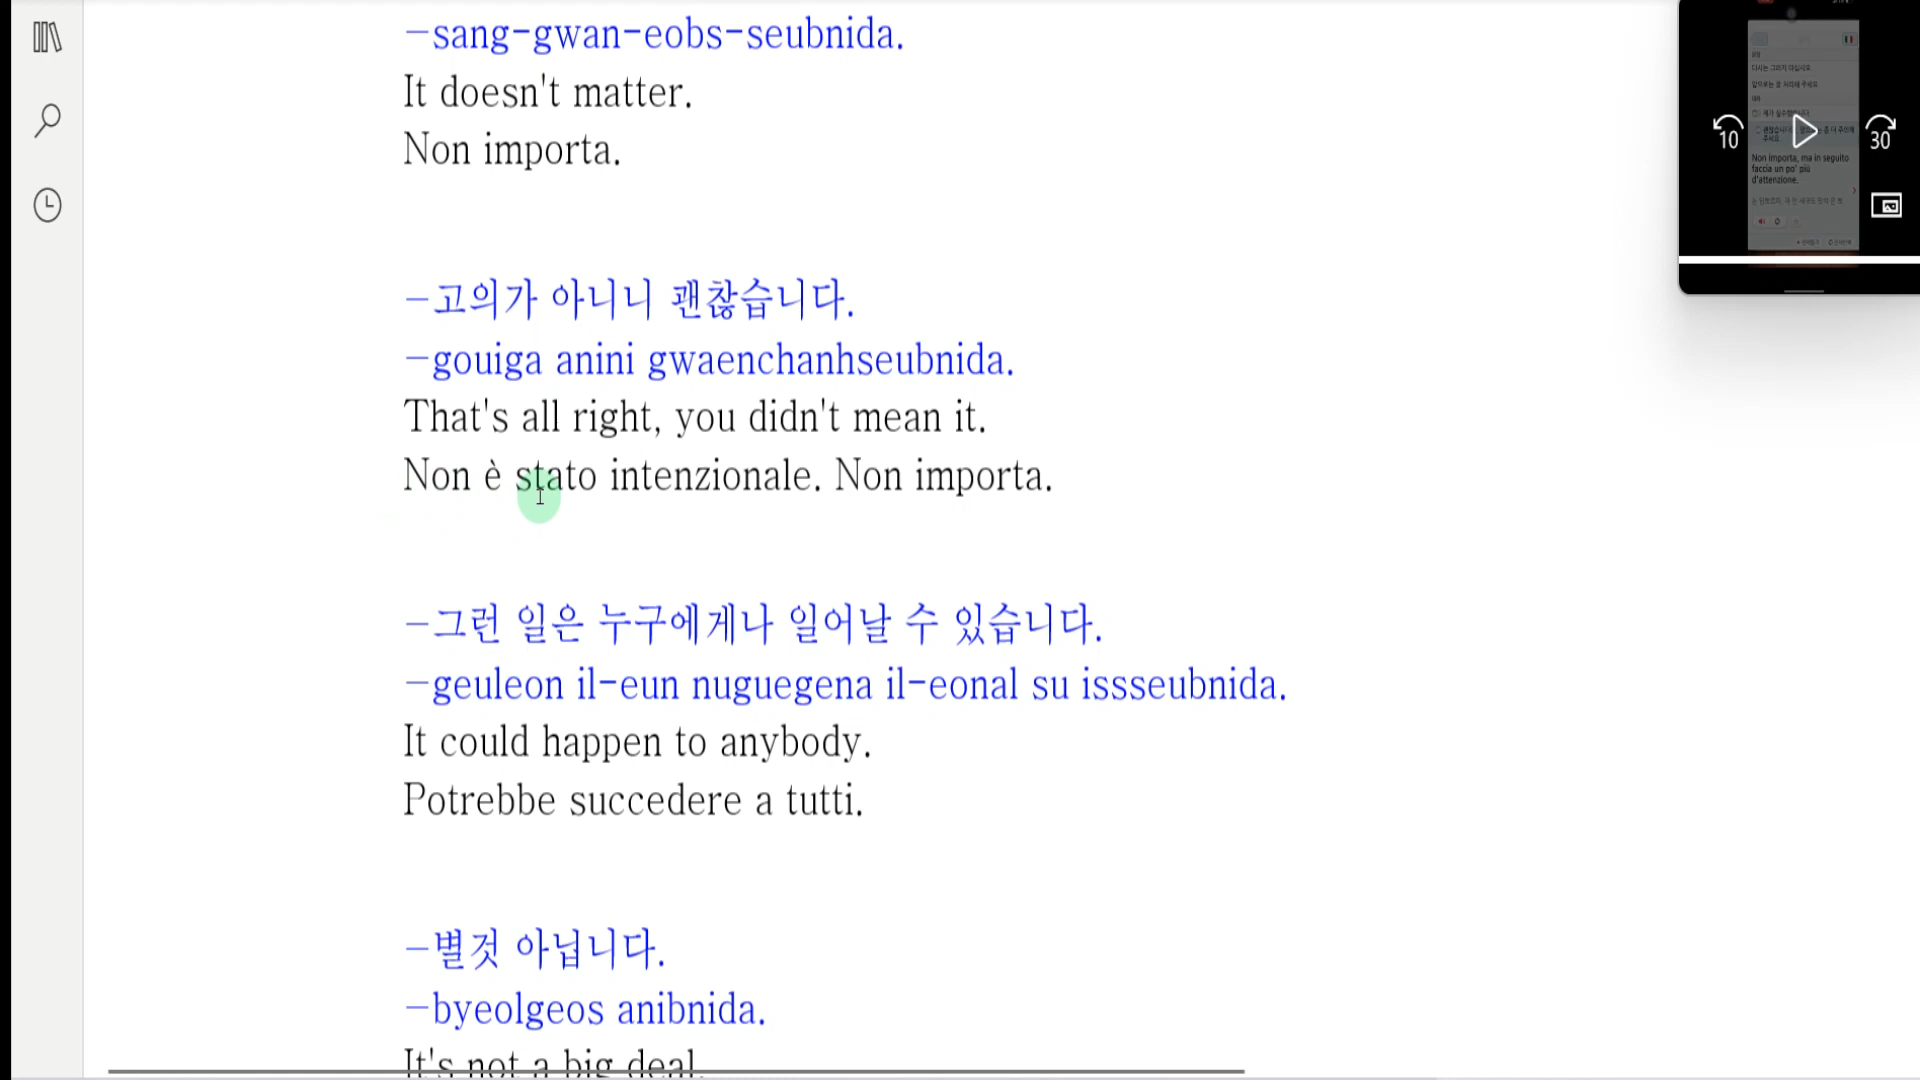 –sang-gwan-eobs-seubnida.
It doesn't matter.
Non importa.
–고의가 아니니 괜찮습니다.
–gouiga anini gwaenchanhseubnida.
That's all right, you didn't mean it.
Non è stato intenzionale. Non importa.
–그런 일은 누구에게나 일어날 수 있습니다.
–geuleon il-eun nuguegena il-eonal su issseubnida.
It could happen to anybody.
Potrebbe succedere a tutti.
–별것 아닙니다.
–byeolgeos anibnida.
It's not a big deal.
10
30
Non importa, ma in seguito
faccia un po' più
d'attenzione.